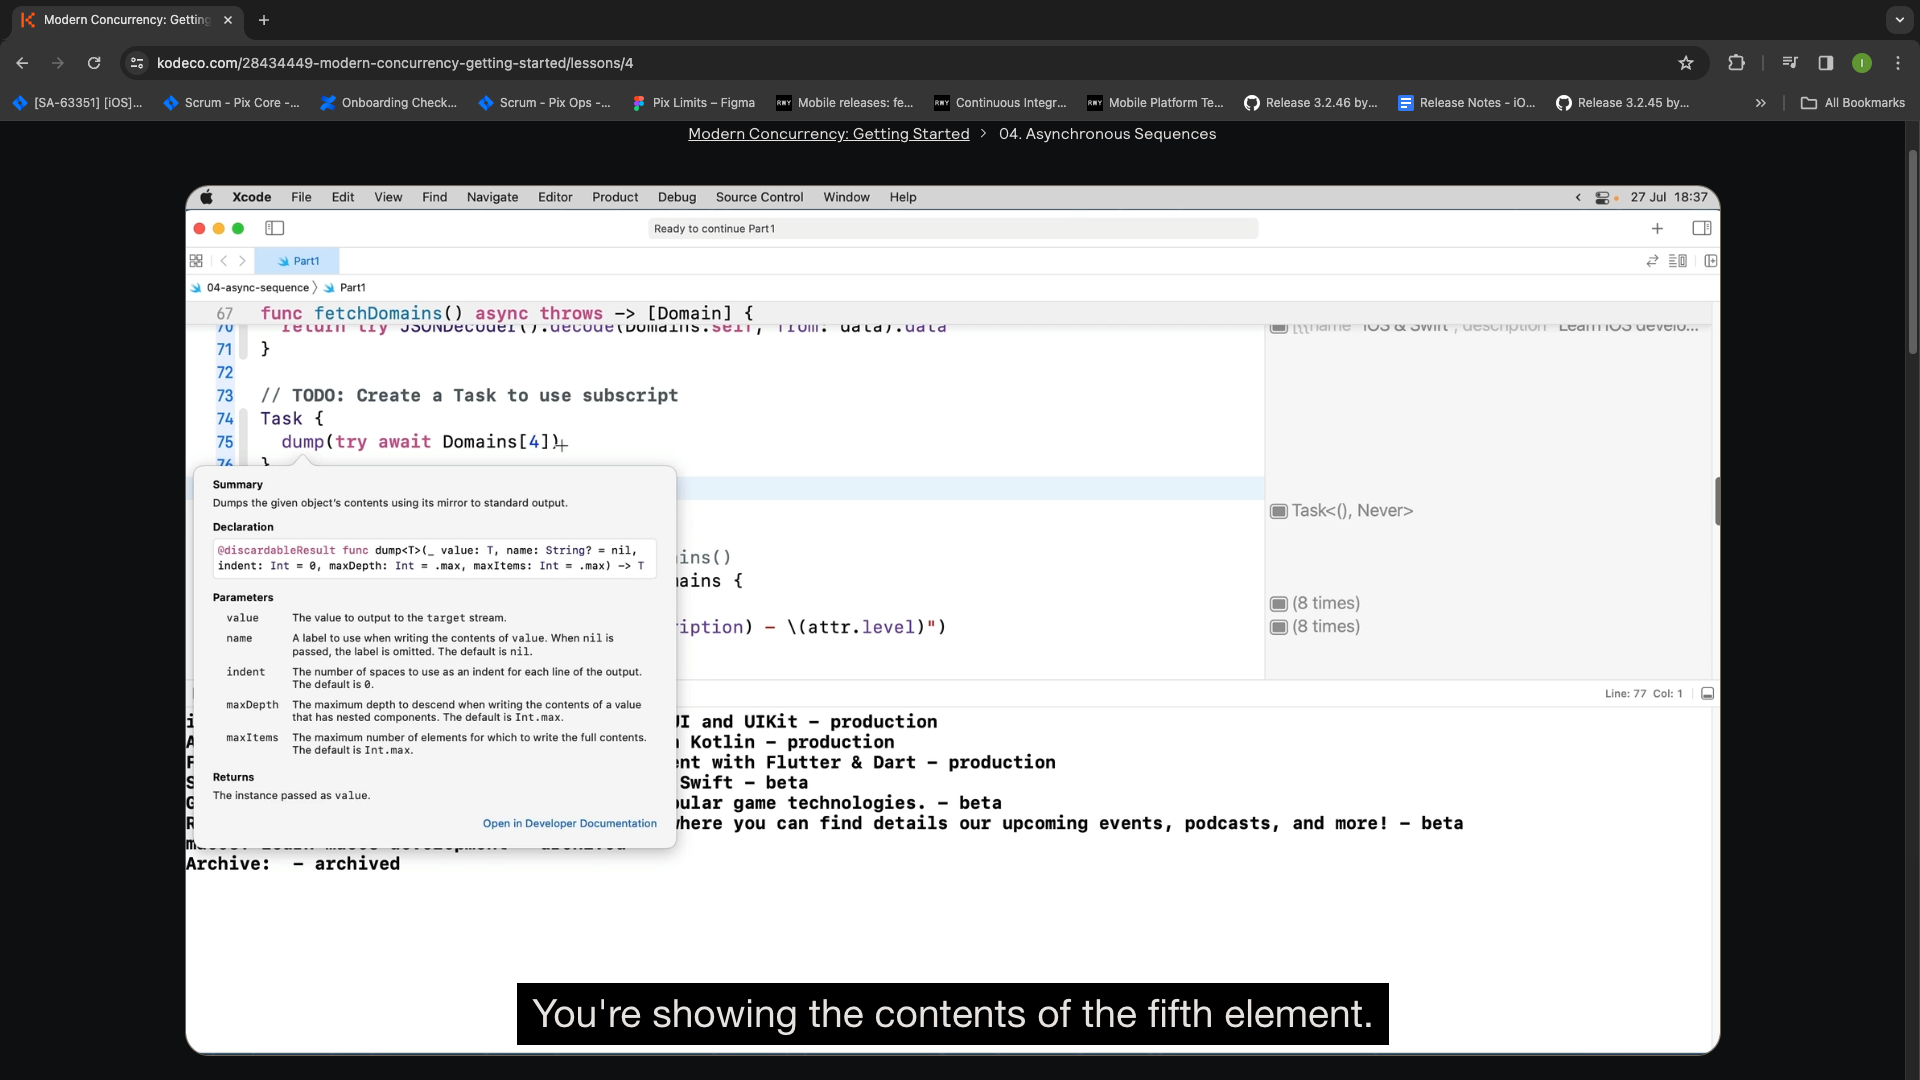 Modern Concurrency: Getting
kodeco.com/28434449-modern-concurrency-getting-started/lessons/4
[SA-63351] [iOS]...
Scrum - Pix Core -...
Onboarding Check...
Scrum - Pix Ops -...
Pix Limits – Figma
Mobile releases: fe...
Continuous Integr...
Mobile Platform Te...
Release 3.2.46 by...
Release Notes - iO...
Release 3.2.45 by...
»
All Bookmarks
Modern Concurrency: Getting Started > 04. Asynchronous Sequences
Xcode File Edit View Find Navigate Editor Product Debug Source Control Window Help
27 Jul 18:37
Ready to continue Part1
Part1
04-async-sequence 〉 Part1
67 func fetchDomains() async throws -> [Domain] {
70 return try JSONDecoder().decode(Domains.self, from: data).data
71 }
72
73 // TODO: Create a Task to use subscript
74 Task {
75 dump(try await Domains[4])
76 }
Task<(), Never>
ains()
ains {
(8 times)
iption) - \(attr.level)")
(8 times)
Summary
Dumps the given object's contents using its mirror to standard output.
Declaration
@discardableResult func dump<T>(_ value: T, name: String? = nil,
indent: Int = 0, maxDepth: Int = .max, maxItems: Int = .max) -> T
Parameters
value The value to output to the target stream.
name A label to use when writing the contents of value. When nil is
passed, the label is omitted. The default is nil.
indent The number of spaces to use as an indent for each line of the output.
The default is 0.
maxDepth The maximum depth to descend when writing the contents of a value
that has nested components. The default is Int.max.
maxItems The maximum number of elements for which to write the full contents.
The default is Int.max.
Returns
The instance passed as value.
Open in Developer Documentation
Line: 77 Col: 1
UI and UIKit - production
Kotlin - production
ent with Flutter & Dart - production
Swift - beta
ular game technologies. - beta
here you can find details our upcoming events, podcasts, and more! - beta
Archive: - archived
You're showing the contents of the fifth element.